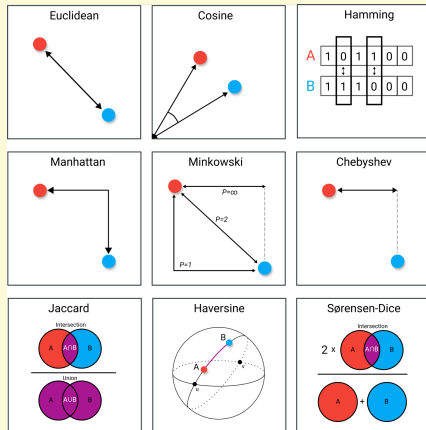 Euclidean
Cosine
Hamming
A 1 0 1 1 0 0
B 1 1 1 0 0 0
Manhattan
Minkowski
P=∞
P=2
P=1
Chebyshev
Jaccard
Intersection
A A∩B B
Union
A A∪B B
Haversine
B
A
u
v
Sørensen-Dice
Intersection
2 x A A∩B B
A + B